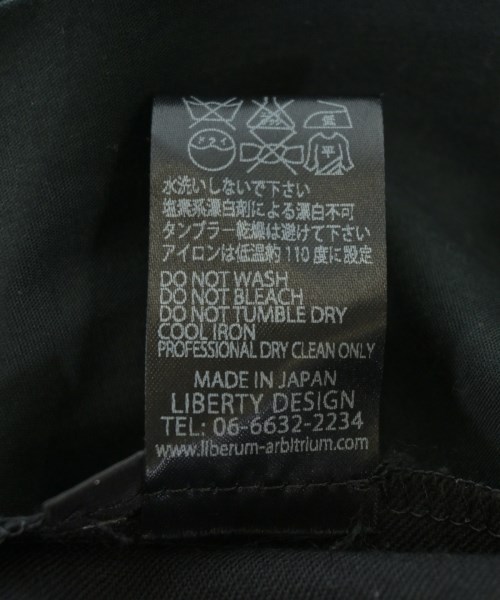 ドライ
平
水洗いしないで下さい
塩素系漂白剤による漂白不可
タンブラー乾燥は避けて下さい
アイロンは低温約110度に設定
DO NOT WASH
DO NOT BLEACH
DO NOT TUMBLE DRY
COOL IRON
PROFESSIONAL DRY CLEAN ONLY
MADE IN JAPAN
LIBERTY DESIGN
TEL: 06-6632-2234
www.liberum-arbitrium.com